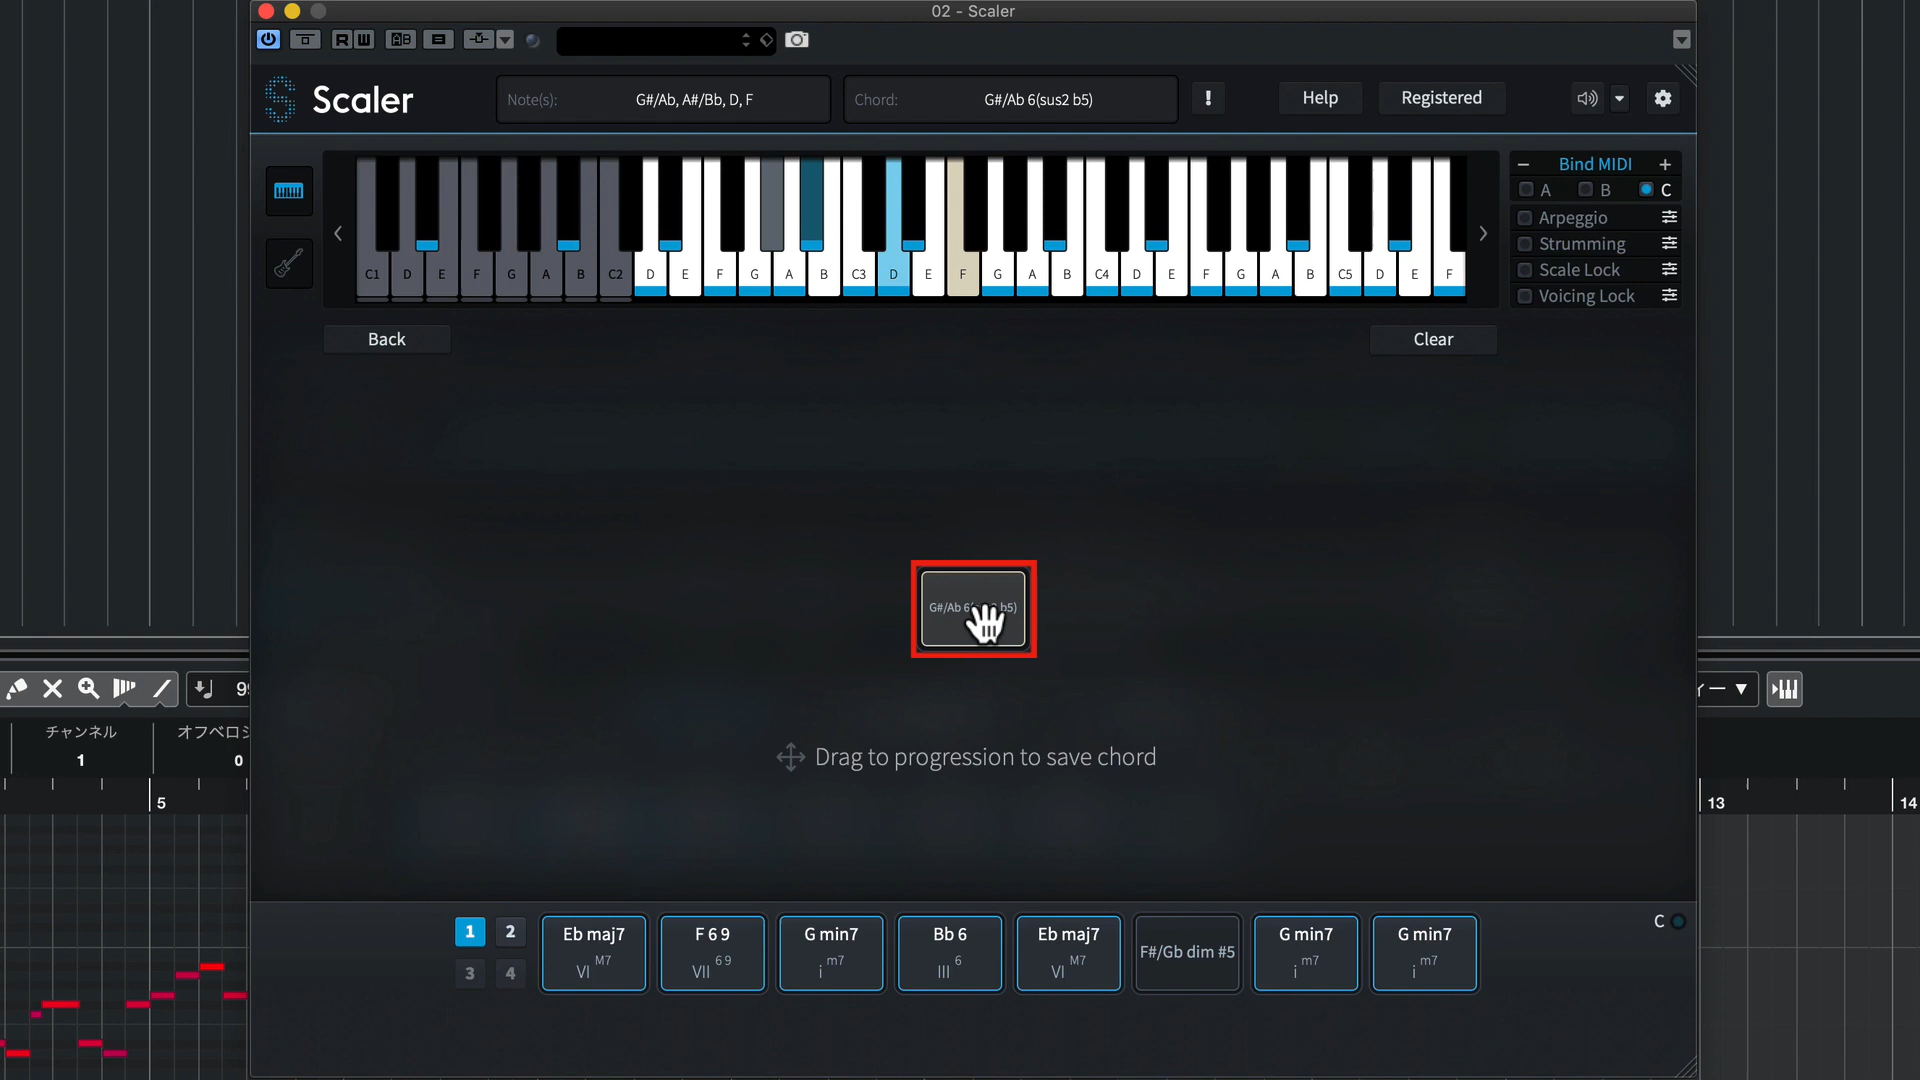 02 - Scaler
R W AB
Scaler
Note(s): G#/Ab, A#/Bb, D, F
Chord: G#/Ab 6(sus2 b5)
!
Help
Registered
− Bind MIDI +
A B C
Arpeggio
Strumming
Scale Lock
Voicing Lock
C1 D E F G A B C2 D E F G A B C3 D E F G A B C4 D E F G A B C5 D E F
Back
Clear
G#/Ab 6 b5)
Drag to progression to save chord
チャンネル
1
オフベロ
0
5
13
14
1 2
3 4
Eb maj7
VI M7
F 6 9
VII 6 9
G min7
i m7
Bb 6
III 6
Eb maj7
VI M7
F#/Gb dim #5
G min7
i m7
G min7
i m7
C